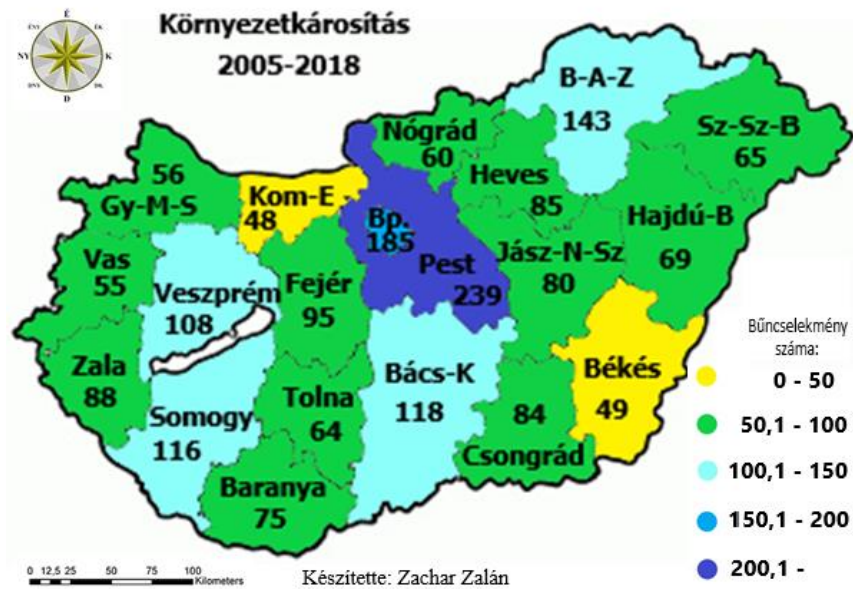 Környezetkárosítás
2005-2018
É
ÉNY
ÉK
NY
K
DNY
DK
D
B-A-Z
143
Nógrád
60
Sz-Sz-B
65
56
Gy-M-S
Kom-E
48
Heves
85
Hajdú-B
69
Bp.
185
Vas
55
Veszprém
108
Fejér
95
Pest
239
Jász-N-Sz
80
Zala
88
Somogy
116
Tolna
64
Bács-K
118
84
Csongrád
Békés
49
Baranya
75
Bűncselekmény
száma:
0 - 50
50,1 - 100
100,1 - 150
150,1 - 200
200,1 -
0 12,5 25 50 75 100
Kilometers
Készítette: Zachar Zalán